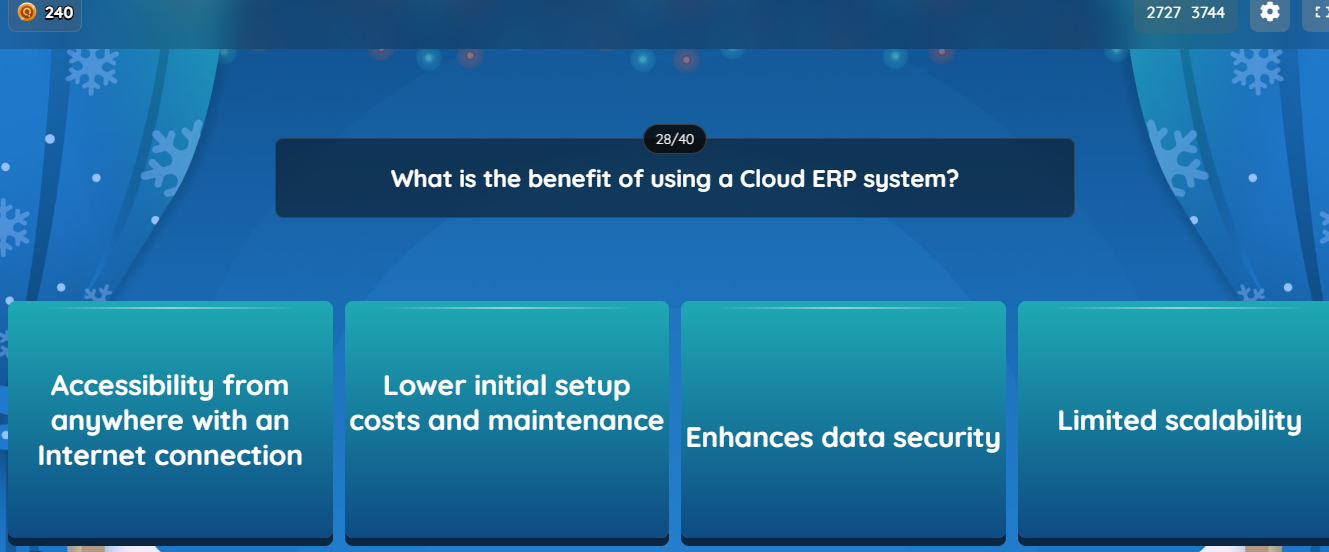 240
2727 3744
28/40
What is the benefit of using a Cloud ERP system?
Accessibility from
anywhere with an
Internet connection
Lower initial setup
costs and maintenance
Enhances data security
Limited scalability